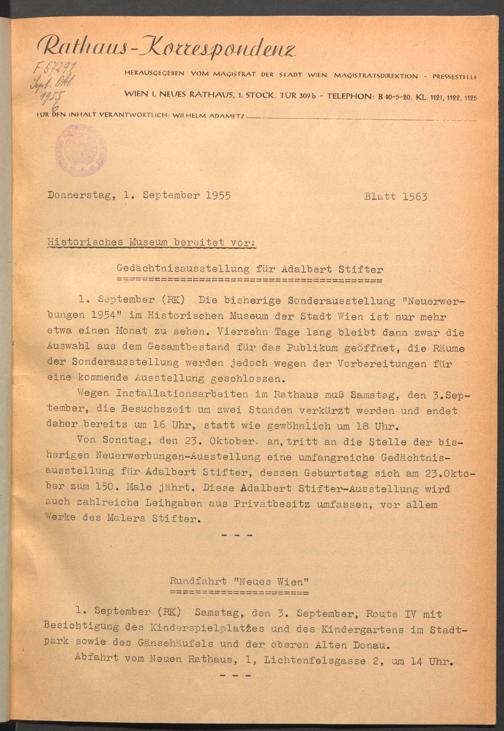 Rathaus-Korrespondenz
HERAUSGEGEBEN VOM MAGISTRAT DER STADT WIEN, MAGISTRATSDIREKTION - PRESSESTELLE
WIEN I, NEUES RATHAUS, 1. STOCK, TÜR 309b - TELEPHON: B 40-5-20, KL. 1121, 1122, 1125
FÜR DEN INHALT VERANTWORTLICH: WILHELM ADAMETZ
F 57291
Sept. Okt.
1955
6
Donnerstag, 1. September 1955 Blatt 1563
Historisches Museum bereitet vor:
Gedächtnisausstellung für Adalbert Stifter
==========================================
1. September (RK) Die bisherige Sonderausstellung "Neuerwer-
bungen 1954" im Historischen Museum der Stadt Wien ist nur mehr
etwa einen Monat zu sehen. Vierzehn Tage lang bleibt dann zwar die
Auswahl aus dem Gesamtbestand für das Publikum geöffnet, die Räume
der Sonderausstellung werden jedoch wegen der Vorbereitungen für
eine kommende Ausstellung geschlossen.
Wegen Installationsarbeiten im Rathaus muß Samstag, den 3.Sep-
tember, die Besuchszeit um zwei Stunden verkürzt werden und endet
daher bereits um 16 Uhr, statt wie gewöhnlich um 18 Uhr.
Von Sonntag, den 23. Oktober. an,tritt an die Stelle der bis-
herigen Neuerwerbungen-Ausstellung eine umfangreiche Gedächtnis-
ausstellung für Adalbert Stifter, dessen Geburtstag sich am 23.Okto-
ber zum 150. Male jährt. Diese Adalbert Stifter-Ausstellung wird
auch zahlreiche Leihgaben aus Privatbesitz umfassen, vor allem
Werke des Malers Stifter.
- - -
Rundfahrt "Neues Wien"
======================
1. September (RK) Samstag, den 3. September, Route IV mit
Besichtigung des Kinderspielplatzes und des Kindergartens im Stadt-
park sowie des Gänsehäufels und der oberen Alten Donau.
Abfahrt vom Neuen Rathaus, 1, Lichtenfelsgasse 2, um 14 Uhr.
- - -